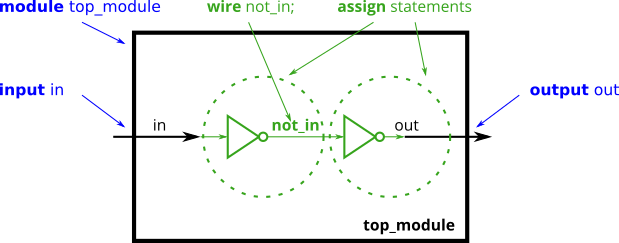 module top_module
wire not_in;
assign statements
input in
output out
in
not_in
out
top_module